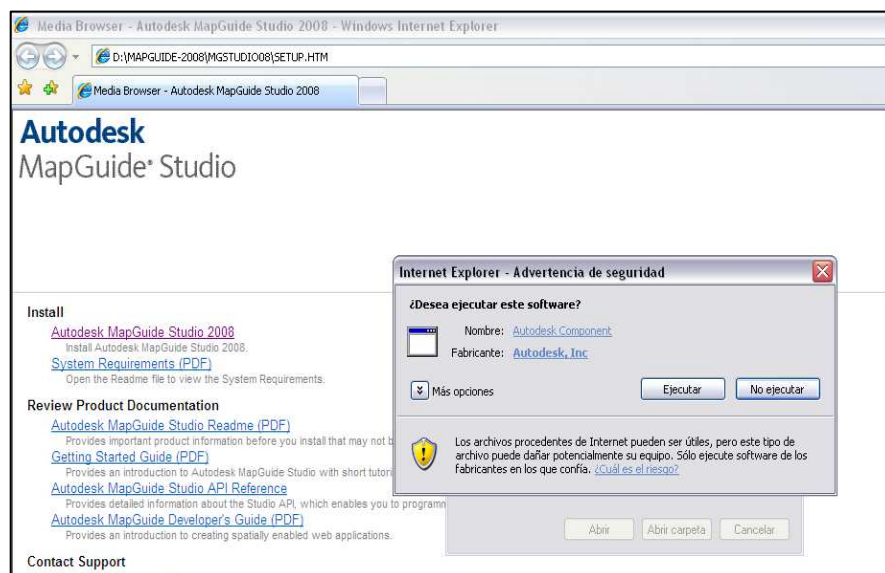 Media Browser - Autodesk MapGuide Studio 2008 - Windows Internet Explorer
D:\MAPGUIDE-2008\MGSTUDIO08\SETUP.HTM
Media Browser - Autodesk MapGuide Studio 2008
Autodesk
MapGuide® Studio
Install
Autodesk MapGuide Studio 2008
Install Autodesk MapGuide Studio 2008.
System Requirements (PDF)
Open the Readme file to view the System Requirements.
Review Product Documentation
Autodesk MapGuide Studio Readme (PDF)
Provides important product information before you install that may not b
Getting Started Guide (PDF)
Provides an introduction to Autodesk MapGuide Studio with short tutori
Autodesk MapGuide Studio API Reference
Provides detailed information about the Studio API, which enables you to programm
Autodesk MapGuide Developer's Guide (PDF)
Provides an introduction to creating spatially enabled web applications.
Contact Support
Internet Explorer - Advertencia de seguridad
¿Desea ejecutar este software?
Nombre: Autodesk Component
Fabricante: Autodesk, Inc
Más opciones
Ejecutar
No ejecutar
Los archivos procedentes de Internet pueden ser útiles, pero este tipo de
archivo puede dañar potencialmente su equipo. Sólo ejecute software de los
fabricantes en los que confía. ¿Cuál es el riesgo?
Abrir
Abrir carpeta
Cancelar